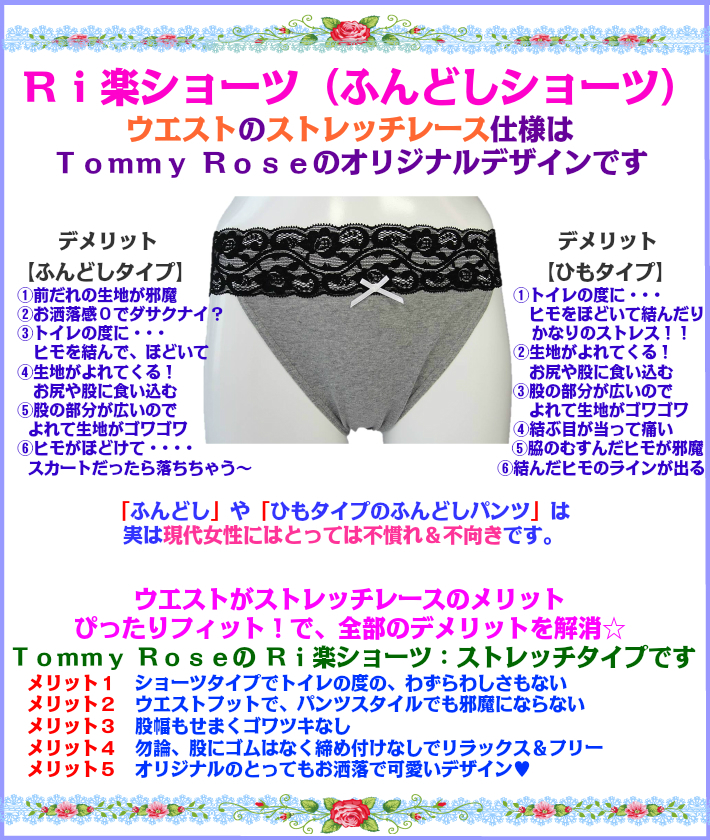 Ｒｉ楽ショーツ（ふんどしショーツ）
ウエストのストレッチレース仕様は
Ｔｏｍｍｙ Ｒｏｓｅのオリジナルデザインです
デメリット
【ふんどしタイプ】
①前だれの生地が邪魔
②お洒落感０でダサクナイ？
③トイレの度に・・・
ヒモを結んで、ほどいて
④生地がよれてくる！
お尻や股に食い込む
⑤股の部分が広いので
よれて生地がゴワゴワ
⑥ヒモがほどけて・・・・
スカートだったら落ちちゃう～
デメリット
【ひもタイプ】
①トイレの度に・・・
ヒモをほどいて結んだり
かなりのストレス！！
②生地がよれてくる！
お尻や股に食い込む
③股の部分が広いので
よれて生地がゴワゴワ
④結ぶ目が当って痛い
⑤脇のむすんだヒモが邪魔
⑥結んだヒモのラインが出る
「ふんどし」や「ひもタイプのふんどしパンツ」は
実は現代女性にはとっては不慣れ＆不向きです。
ウエストがストレッチレースのメリット
ぴったりフィット！で、全部のデメリットを解消☆
Ｔｏｍｍｙ Ｒｏｓｅの Ｒｉ楽ショーツ：ストレッチタイプです
メリット１ ショーツタイプでトイレの度の、わずらわしさもない
メリット２ ウエストフットで、パンツスタイルでも邪魔にならない
メリット３ 股幅もせまくゴワツキなし
メリット４ 勿論、股にゴムはなく締め付けなしでリラックス＆フリー
メリット５ オリジナルのとってもお洒落で可愛いデザイン♥